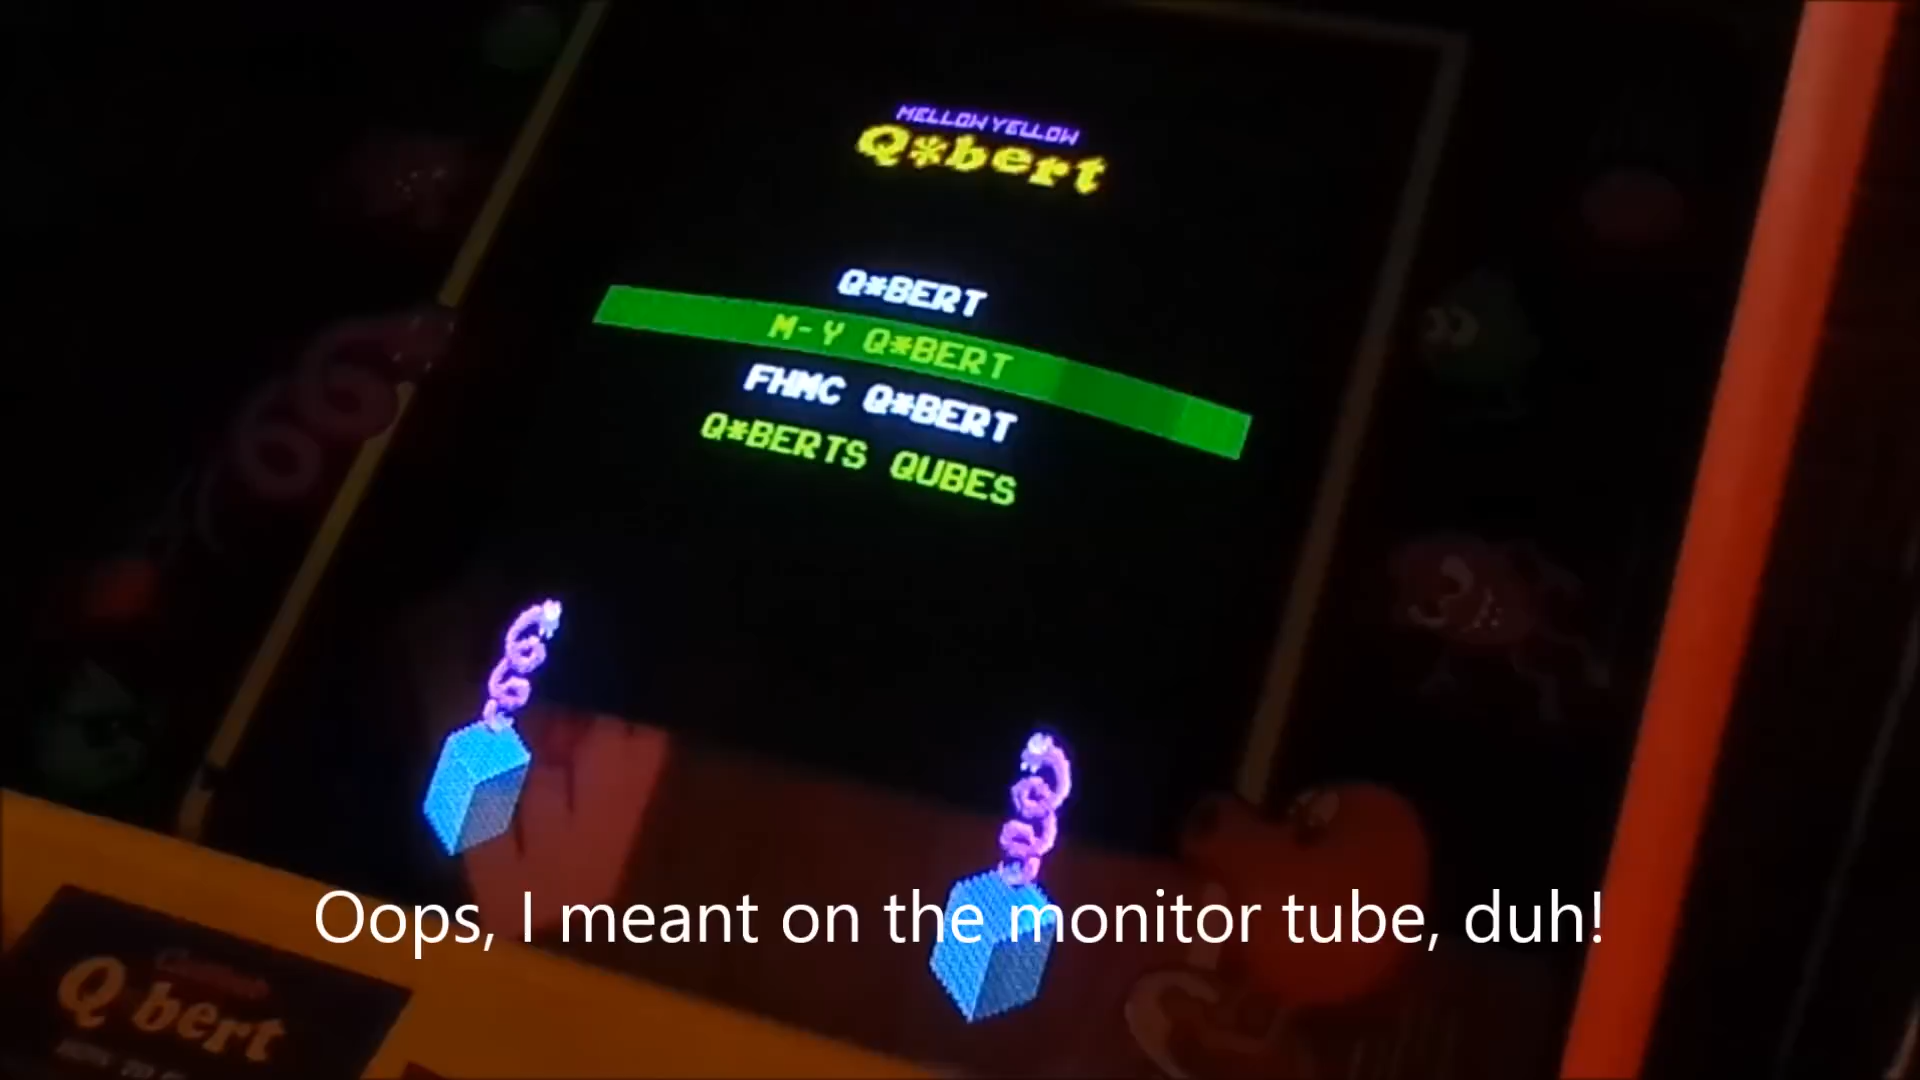 MELLOW YELLOW
Q*bert
Q*BERT
M-Y Q*BERT
FHMC Q*BERT
Q*BERTS QUBES
Oops, I meant on the monitor tube, duh!
Q*bert